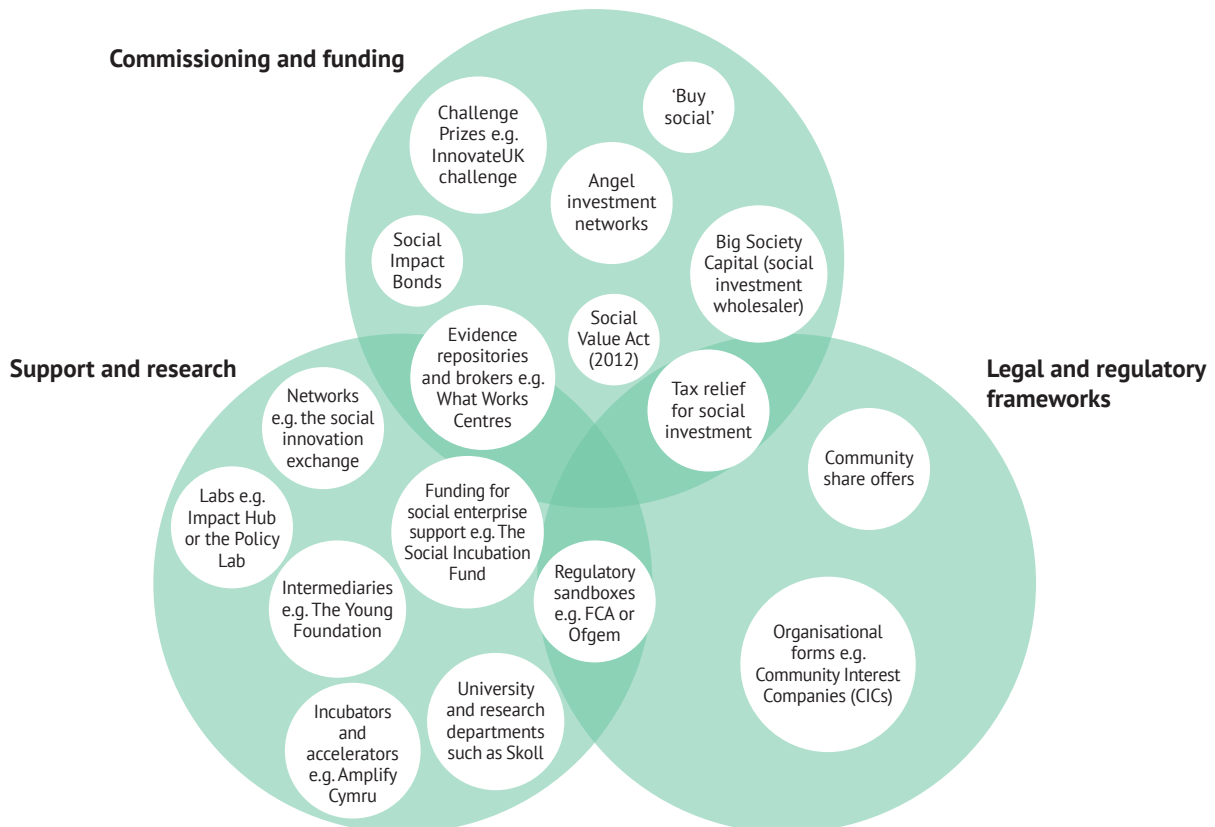 Commissioning and funding
'Buy
social'
Challenge
Prizes e.g.
InnovateUK
challenge
Angel
investment
networks
Social
Impact
Bonds
Big Society
Capital (social
investment
wholesaler)
Social
Value Act
(2012)
Evidence
repositories
and brokers e.g.
What Works
Centres
Tax relief
for social
investment
Support and research
Legal and regulatory
frameworks
Networks
e.g. the social
innovation
exchange
Community
share offers
Labs e.g.
Impact Hub
or the Policy
Lab
Funding for
social enterprise
support e.g. The
Social Incubation
Fund
Intermediaries
e.g. The Young
Foundation
Regulatory
sandboxes
e.g. FCA or
Ofgem
Organisational
forms e.g.
Community Interest
Companies (CICs)
University
and research
departments
such as Skoll
Incubators
and
accelerators
e.g. Amplify
Cymru